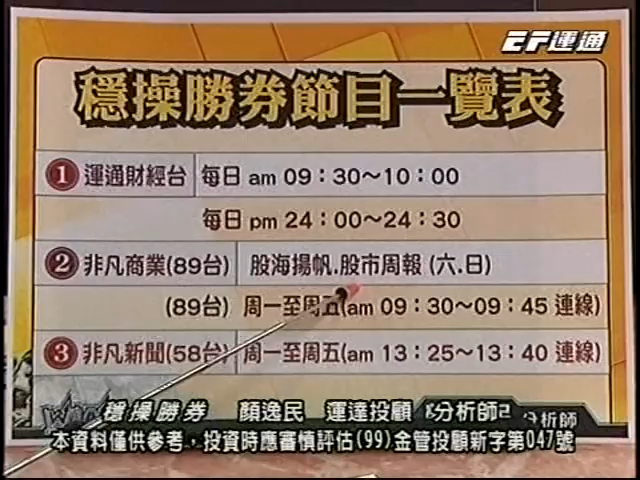 EF運通
穩操勝券節目一覽表
1 運通財經台 每日 am 09：30～10：00
每日 pm 24：00～24：30
2 非凡商業(89台) 股海揚帆.股市周報 (六.日)
(89台) 周一至周五(am 09：30～09：45 連線)
3 非凡新聞(58台) 周一至周五(am 13：25～13：40 連線)
穩操勝券 顏逸民 運達投顧 分析師
分析師
本資料僅供參考，投資時應審慎評估(99)金管投顧新字第047號